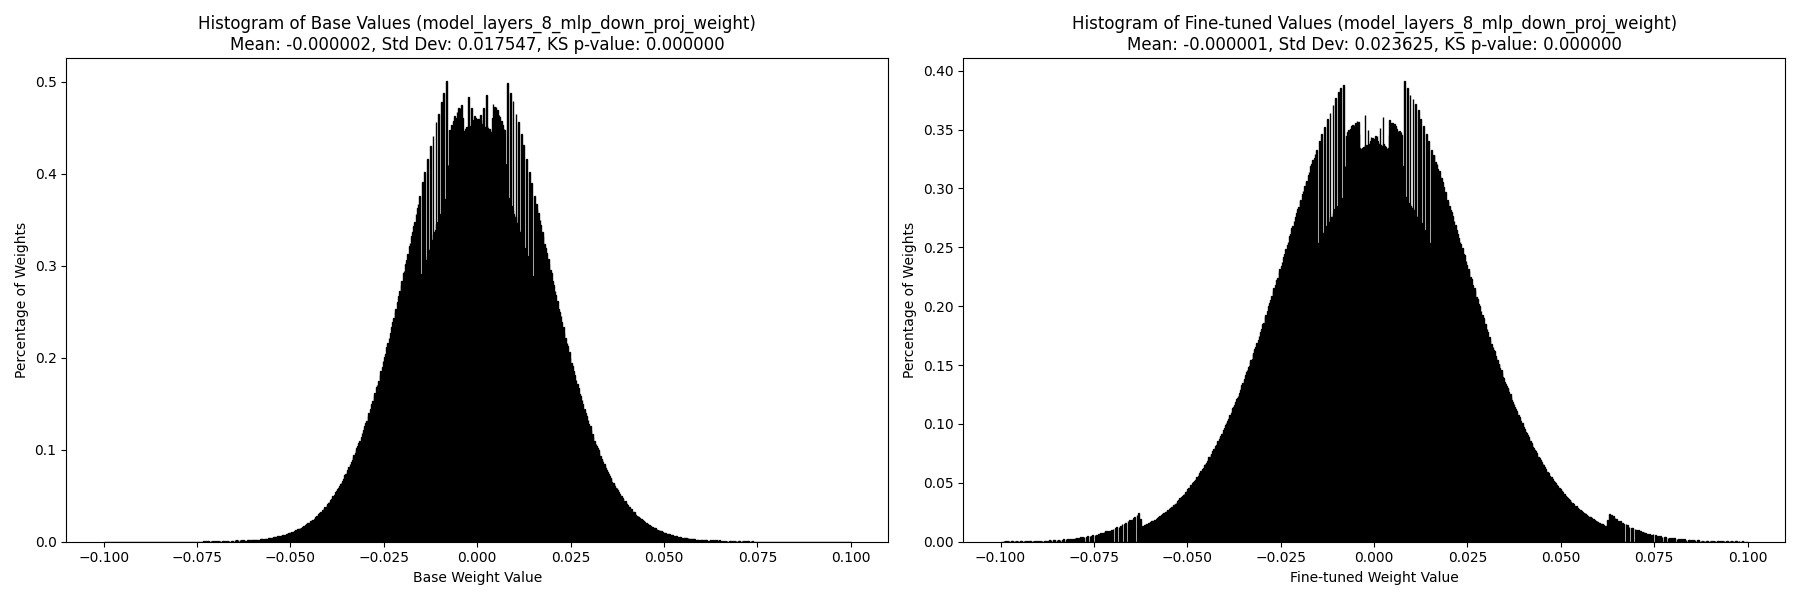 Histogram of Base Values (model_layers_8_mlp_down_proj_weight)
Mean: -0.000002, Std Dev: 0.017547, KS p-value: 0.000000
0.5
0.4
0.3
0.2
0.1
0.0
Percentage of Weights
−0.100 −0.075 −0.050 −0.025 0.000 0.025 0.050 0.075 0.100
Base Weight Value
Histogram of Fine-tuned Values (model_layers_8_mlp_down_proj_weight)
Mean: -0.000001, Std Dev: 0.023625, KS p-value: 0.000000
0.40
0.35
0.30
0.25
0.20
0.15
0.10
0.05
0.00
Percentage of Weights
−0.100 −0.075 −0.050 −0.025 0.000 0.025 0.050 0.075 0.100
Fine-tuned Weight Value